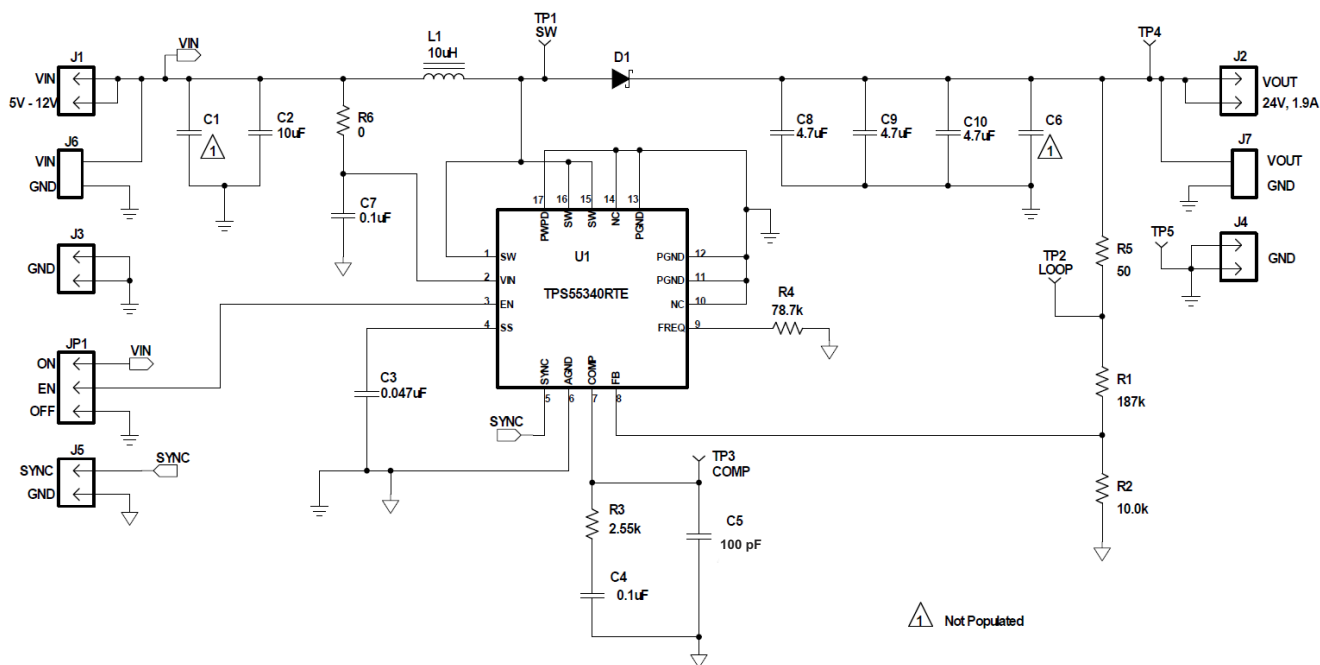 J1
VIN
5V - 12V
VIN
L1
10uH
TP1
SW
D1
TP4
J2
VOUT
24V, 1.9A
C1
1
C2
10uF
R6
0
C8
4.7uF
C9
4.7uF
C10
4.7uF
C6
1
J6
VIN
GND
J7
VOUT
GND
C7
0.1uF
17
16
15
14
13
PWPD
SW
SW
NC
PGND
J3
GND
U1
TPS55340RTE
1
SW
2
VIN
3
EN
4
SS
PGND
12
PGND
11
NC
10
FREQ
9
SYNC
AGND
COMP
FB
5
6
7
8
R4
78.7k
TP2
LOOP
R5
50
TP5
J4
GND
JP1
ON
EN
OFF
VIN
C3
0.047uF
R1
187k
SYNC
J5
SYNC
GND
SYNC
TP3
COMP
R3
2.55k
C5
100 pF
C4
0.1uF
R2
10.0k
1
Not Populated